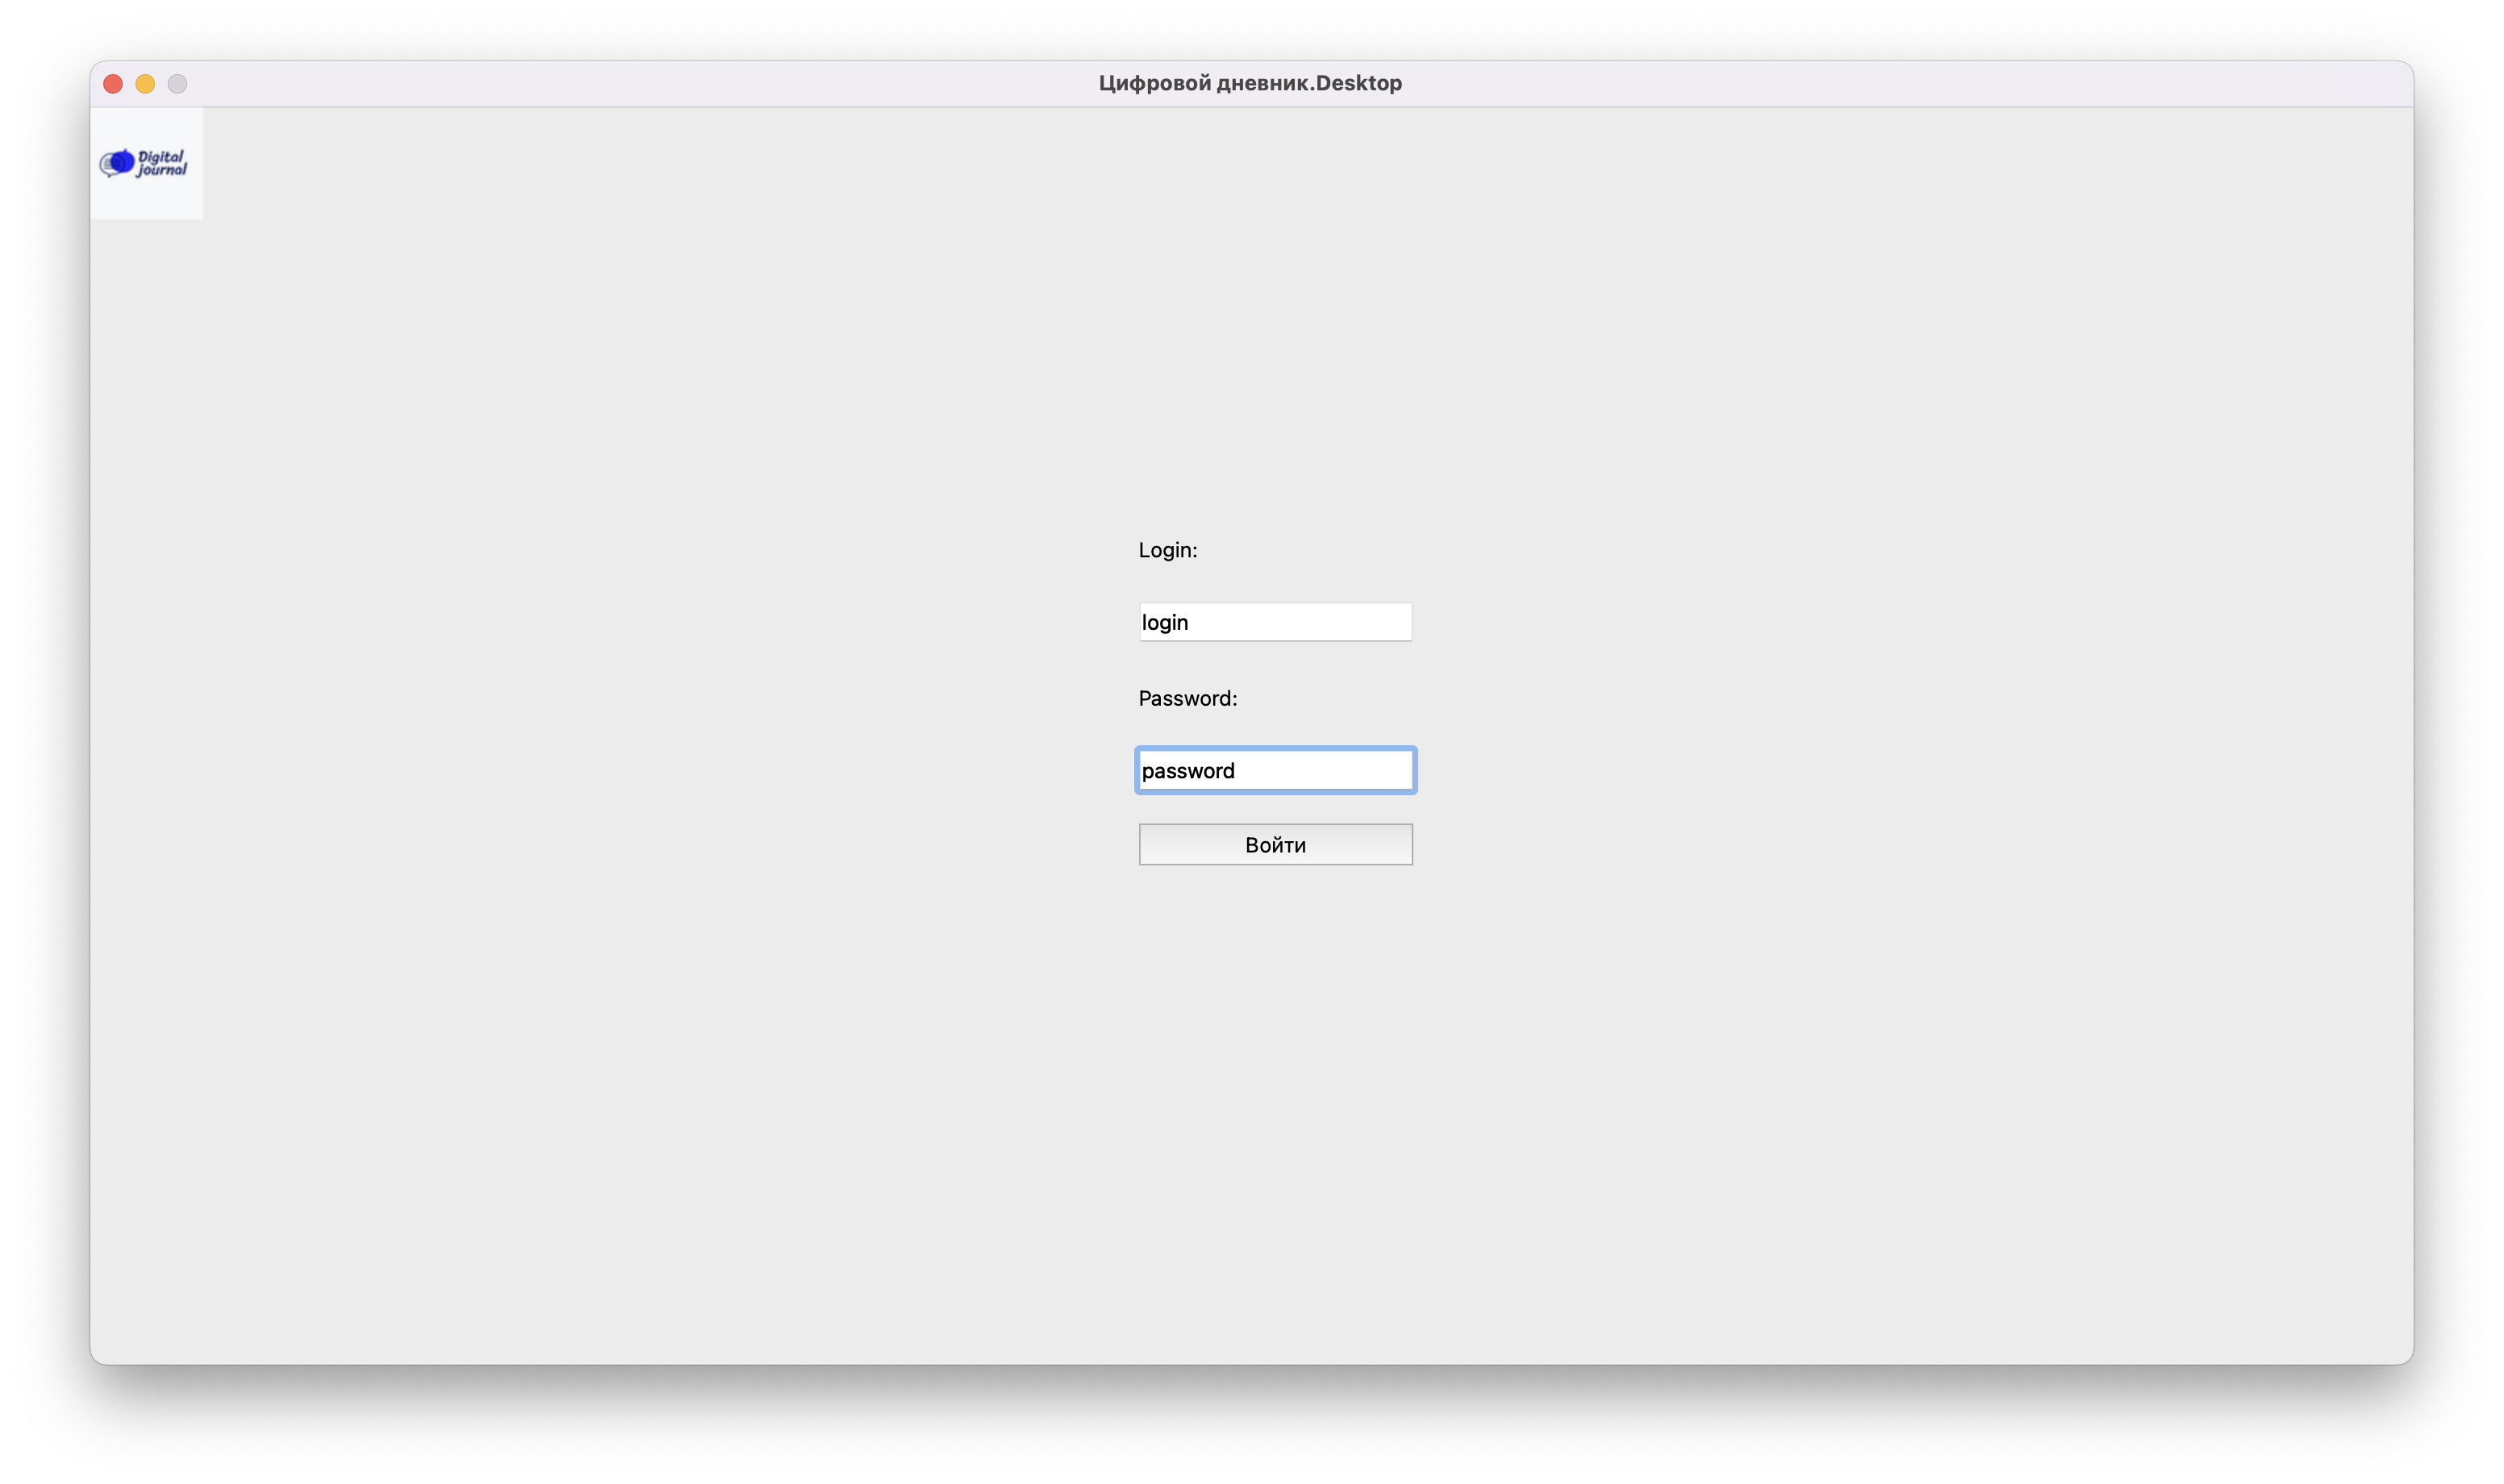 Цифровой дневник.Desktop
Digital
journal
Login:
login
Password:
password
Войти